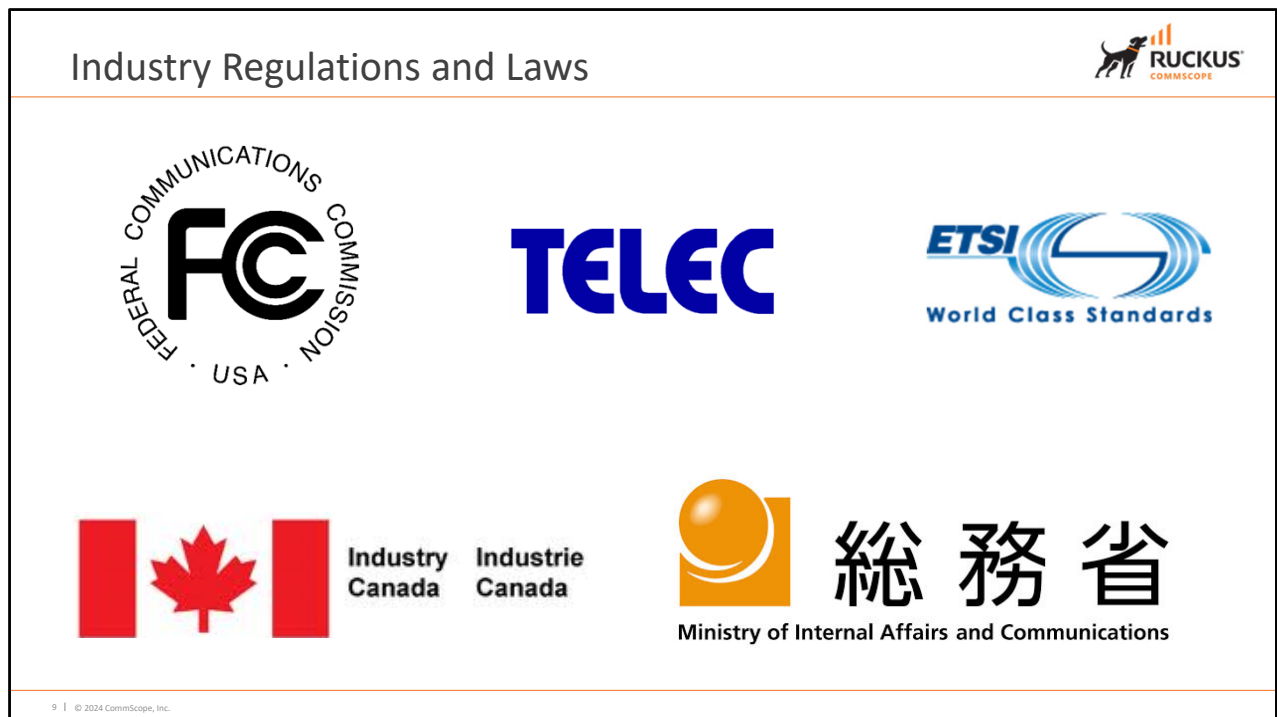 Industry Regulations and Laws
RUCKUS
COMMSCOPE
FEDERAL COMMUNICATIONS COMMISSION
· USA ·
FCC
TELEC
ETSI
World Class Standards
Industry Industrie
Canada Canada
総務省
Ministry of Internal Affairs and Communications
9 | © 2024 CommScope, Inc.